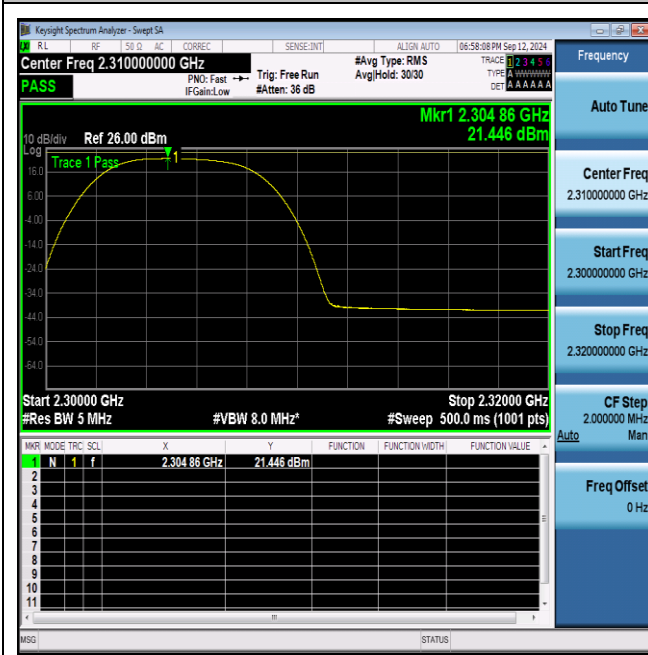 Keysight Spectrum Analyzer - Swept SA
RL RF 50 Ω AC CORREC SENSE:INT ALIGN AUTO 06:58:08 PM Sep 12, 2024
Center Freq 2.310000000 GHz #Avg Type: RMS TRACE 1 2 3 4 5 6
PNO: Fast Trig: Free Run Avg|Hold: 30/30 TYPE A WWWWW
PASS IFGain:Low #Atten: 36 dB DET A A A A A A
Mkr1 2.304 86 GHz
21.446 dBm
10 dB/div Ref 26.00 dBm
Log
Trace 1 Pass
1
16.0
6.00
-4.00
-14.0
-24.0
-34.0
-44.0
-54.0
-64.0
Start 2.30000 GHz Stop 2.32000 GHz
#Res BW 5 MHz #VBW 8.0 MHz* #Sweep 500.0 ms (1001 pts)
MKR MODE TRC SCL X Y FUNCTION FUNCTION WIDTH FUNCTION VALUE
1 N 1 f 2.304 86 GHz 21.446 dBm
2
3
4
5
6
7
8
9
10
11
MSG STATUS
Frequency
Auto Tune
Center Freq
2.310000000 GHz
Start Freq
2.300000000 GHz
Stop Freq
2.320000000 GHz
CF Step
2.000000 MHz
Auto Man
Freq Offset
0 Hz